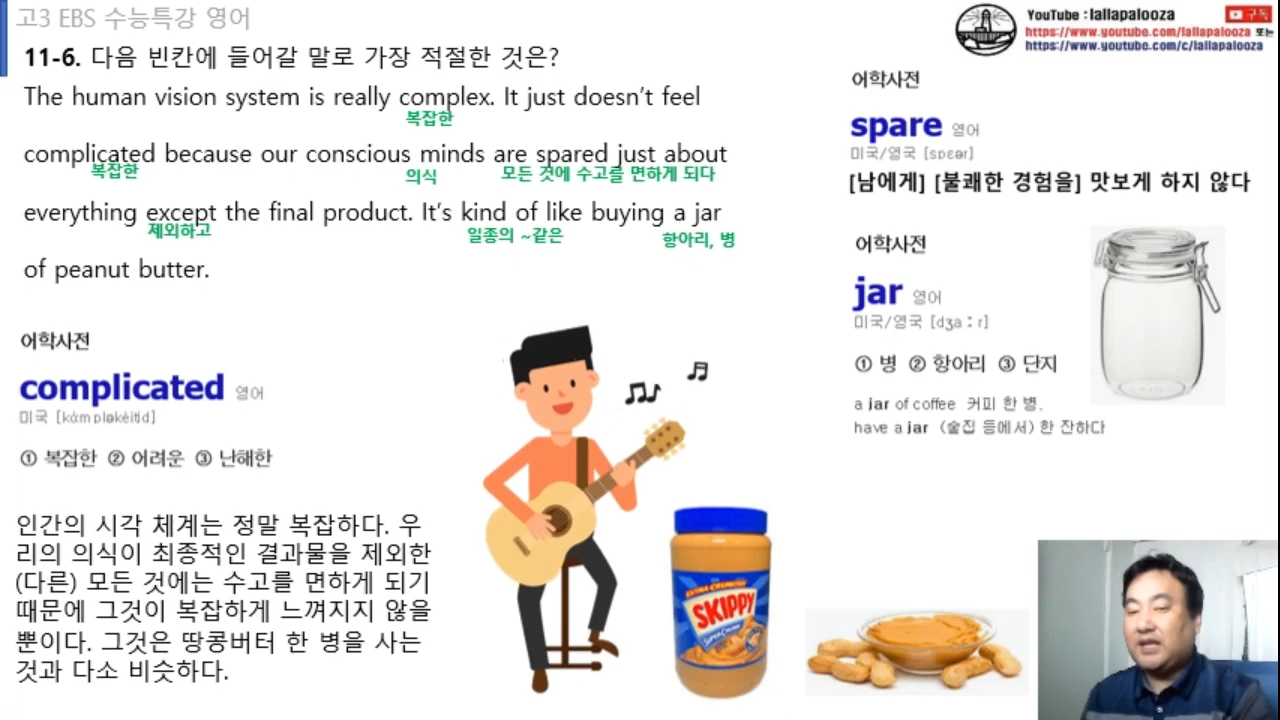 고3 EBS 수능특강 영어
YouTube : lallapalooza
구독
https://www.youtube.com/lallapalooza 또는
https://www.youtube.com/c/lallapalooza
11-6. 다음 빈칸에 들어갈 말로 가장 적절한 것은?
The human vision system is really complex. It just doesn't feel
복잡한
complicated because our conscious minds are spared just about
복잡한 의식 모든 것에 수고를 면하게 되다
everything except the final product. It's kind of like buying a jar
제외하고 일종의 ~같은 항아리, 병
of peanut butter.
어학사전
spare 영어
미국/영국 [spεər]
[남에게] [불쾌한 경험을] 맛보게 하지 않다
어학사전
jar 영어
미국/영국 [dʒaːr]
① 병 ② 항아리 ③ 단지
a jar of coffee 커피 한 병.
have a jar (술집 등에서) 한 잔하다
어학사전
complicated 영어
미국 [kάmpləkèitid]
① 복잡한 ② 어려운 ③ 난해한
인간의 시각 체계는 정말 복잡하다. 우
리의 의식이 최종적인 결과물을 제외한
(다른) 모든 것에는 수고를 면하게 되기
때문에 그것이 복잡하게 느껴지지 않을
뿐이다. 그것은 땅콩버터 한 병을 사는
것과 다소 비슷하다.
EXTRA CRUNCHY
SKIPPY
SUPER CHUNK